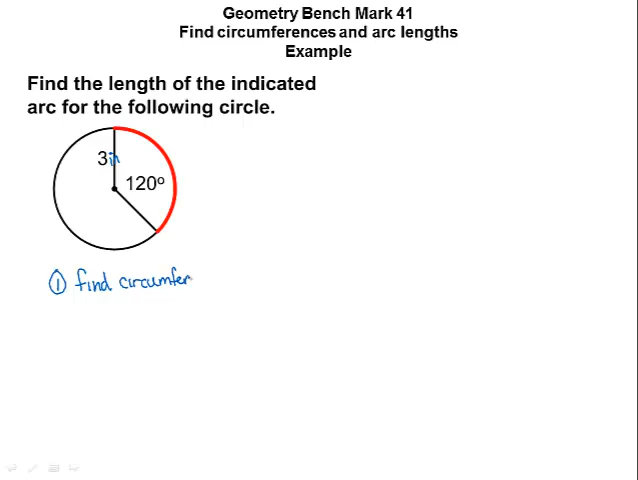 Geometry Bench Mark 41
Find circumferences and arc lengths
Example
Find the length of the indicated
arc for the following circle.
3in
120°
① find circumfer